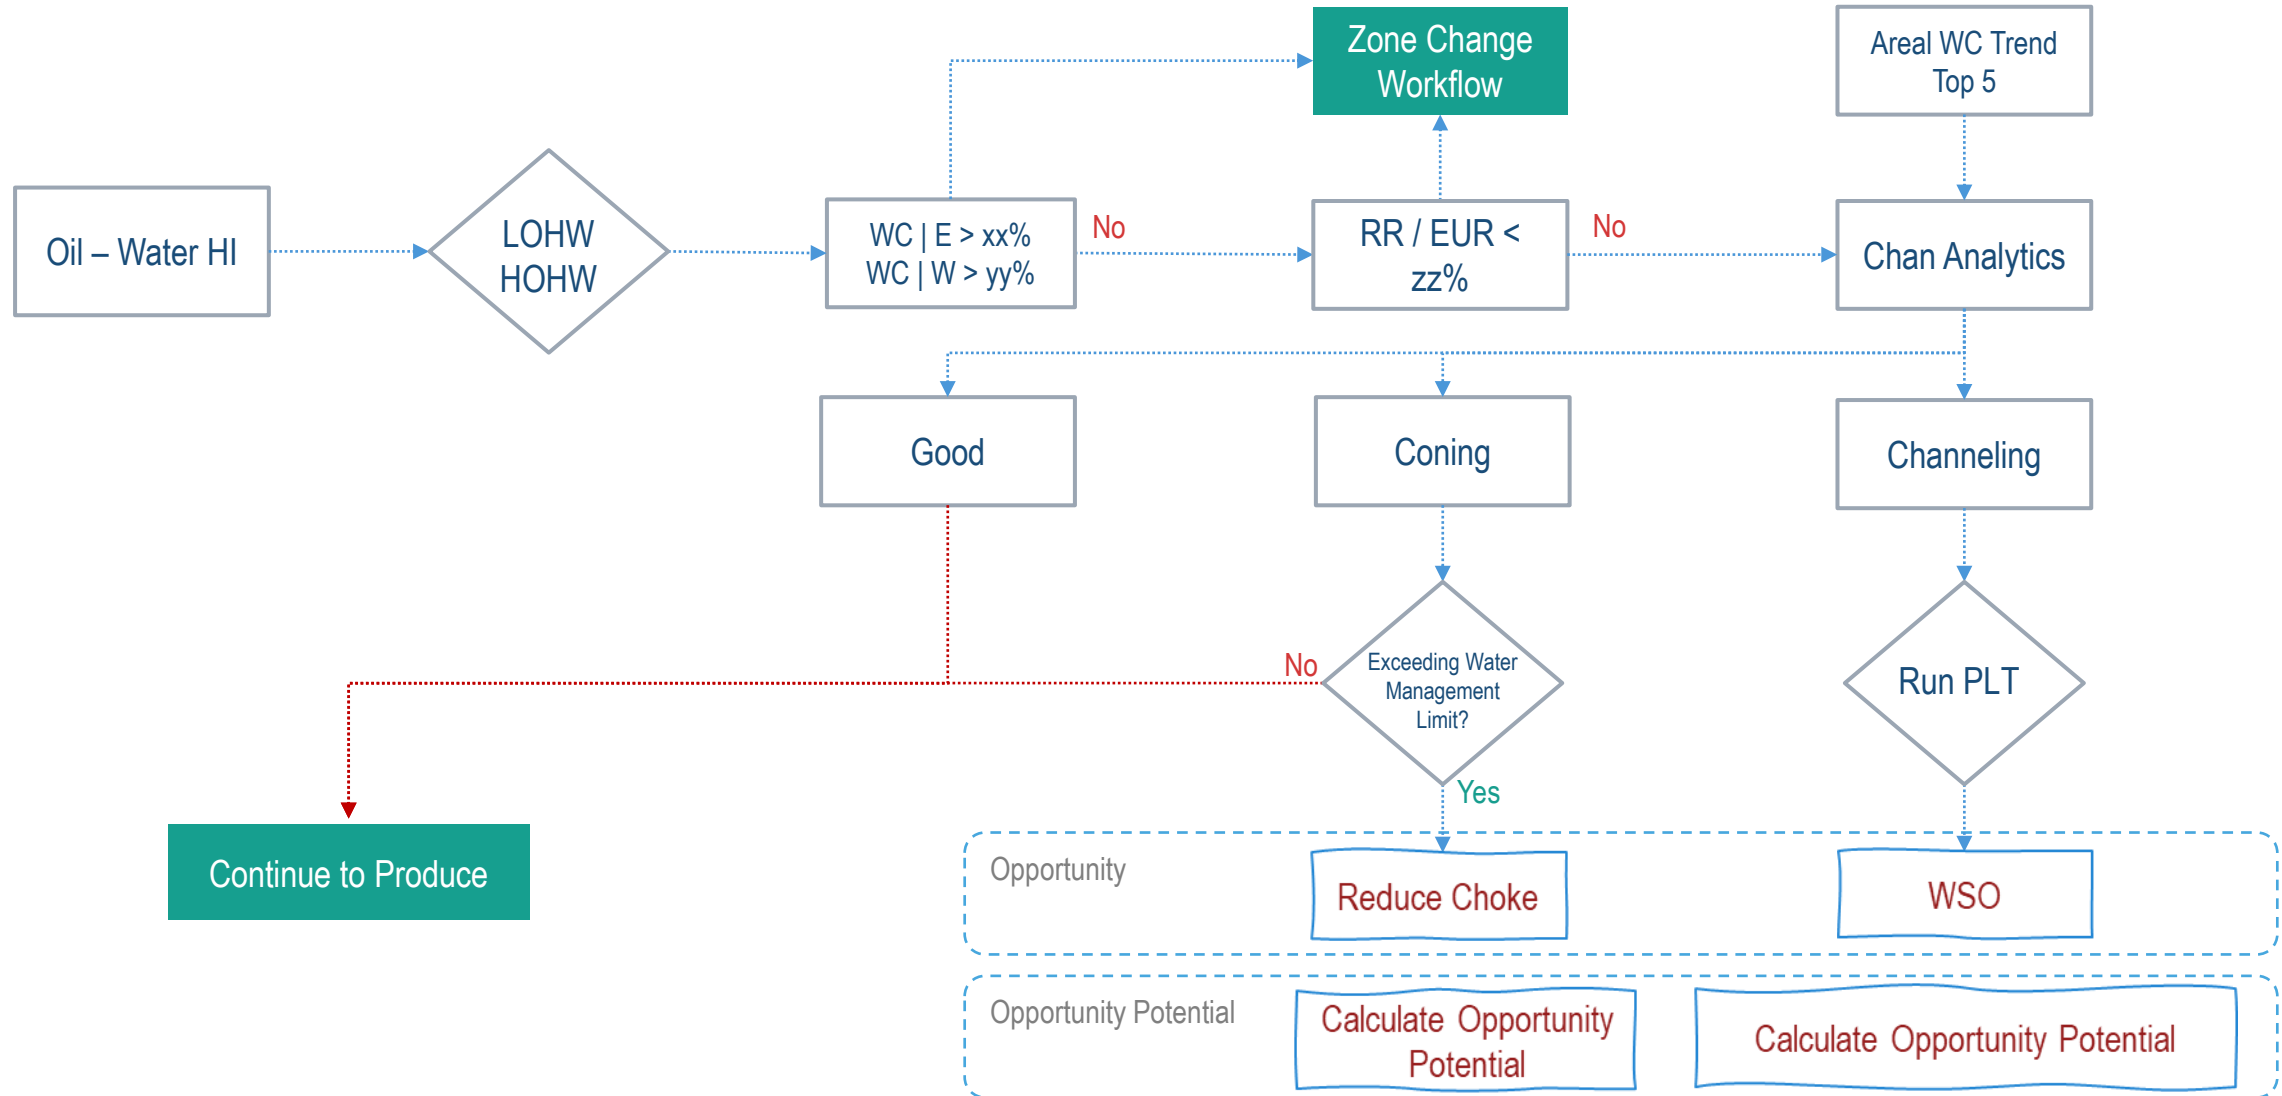 Zone Change
Workflow
Areal WC Trend
Top 5
Oil – Water HI
LOHW
HOHW
WC | E > xx%
WC | W > yy%
No
RR / EUR <
zz%
No
Chan Analytics
Good
Coning
Channeling
No
Exceeding Water
Management
Limit?
Run PLT
Yes
Continue to Produce
Opportunity
Reduce Choke
WSO
Opportunity Potential
Calculate Opportunity
Potential
Calculate Opportunity Potential